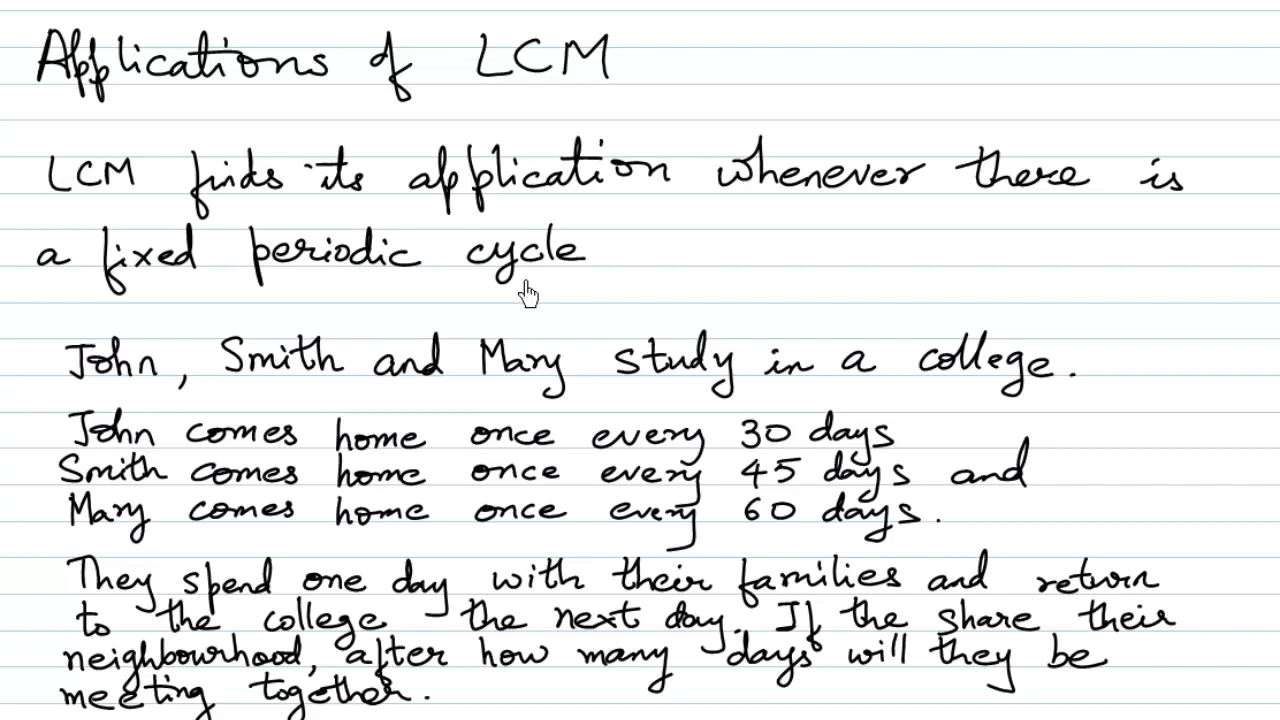 Applications of LCM
LCM finds its application whenever there is
a fixed periodic cycle
John, Smith and Mary study in a college.
John comes home once every 30 days
Smith comes home once every 45 days and
Mary comes home once every 60 days.
They spend one day with their families and return
to the college the next day. If the share their
neighbourhood, after how many days will they be
meeting together.